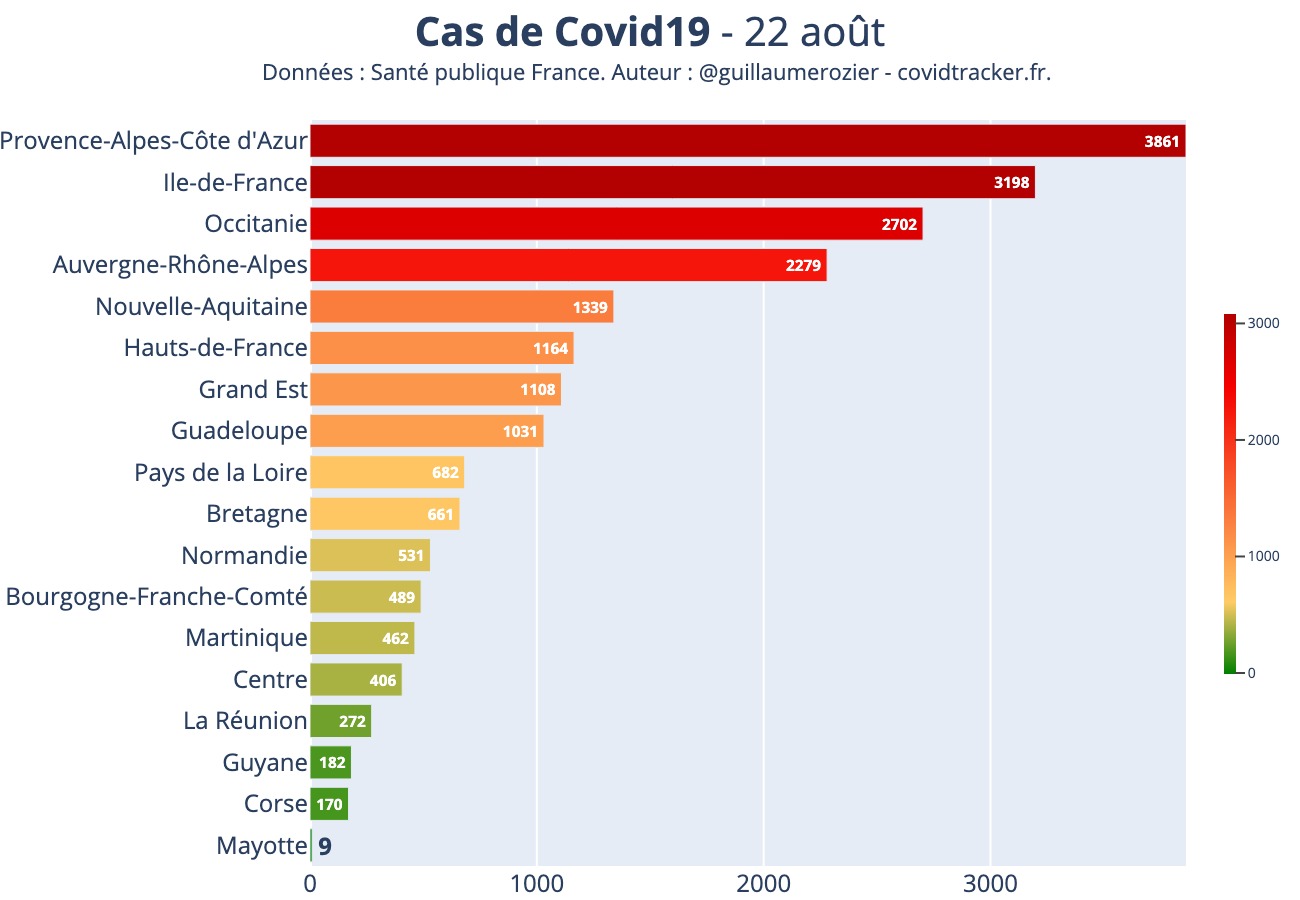 Cas de Covid19 - 22 août
Données : Santé publique France. Auteur : @guillaumerozier - covidtracker.fr.
Provence-Alpes-Côte d'Azur 3861
Ile-de-France 3198
Occitanie 2702
Auvergne-Rhône-Alpes 2279
Nouvelle-Aquitaine 1339
Hauts-de-France 1164
Grand Est 1108
Guadeloupe 1031
Pays de la Loire 682
Bretagne 661
Normandie 531
Bourgogne-Franche-Comté 489
Martinique 462
Centre 406
La Réunion 272
Guyane 182
Corse 170
Mayotte 9
0 1000 2000 3000
3000
2000
1000
0